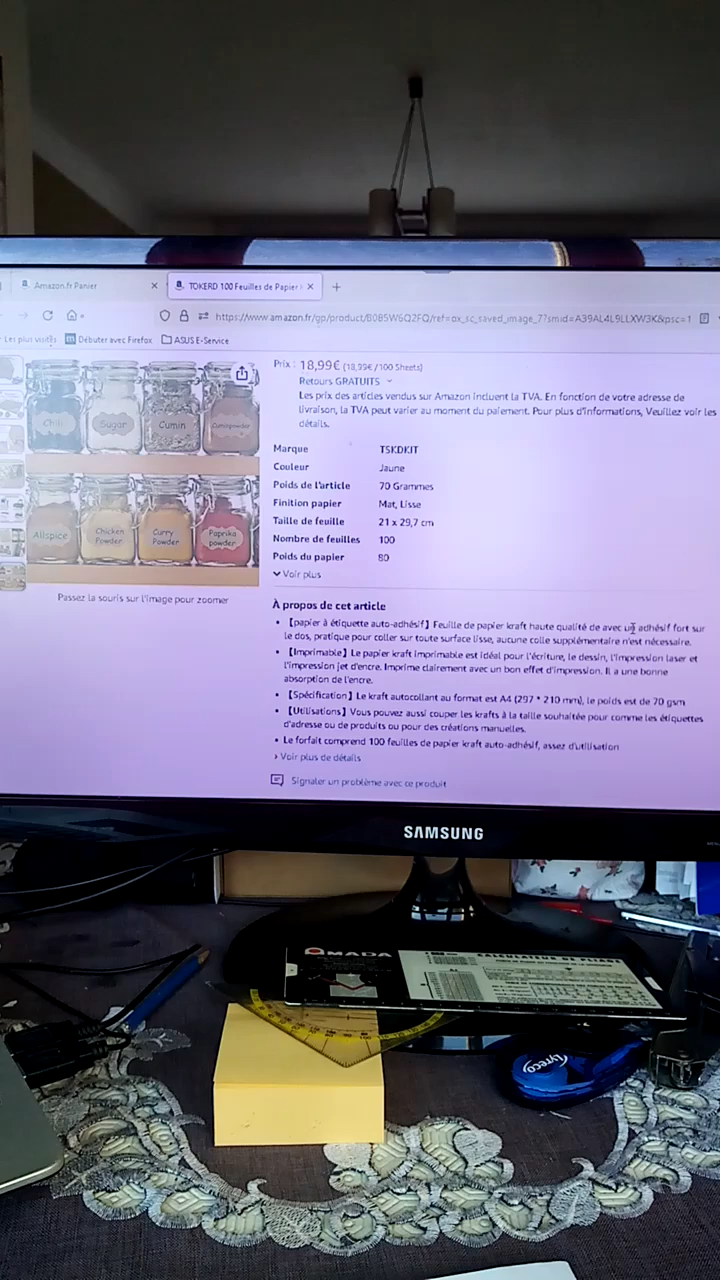 Amazon.fr Panier
TOKERD 100 Feuilles de Papier
https://www.amazon.fr/gp/product/B0B5W6Q2FQ/ref=ox_sc_saved_image_7?smid=A39AL4L9LLXW3K&psc=1
Les plus visités
Débuter avec Firefox
ASUS E-Service
Prix : 18,99€ (18,99€ / 100 Sheets)
Retours GRATUITS
Les prix des articles vendus sur Amazon incluent la TVA. En fonction de votre adresse de
livraison, la TVA peut varier au moment du paiement. Pour plus d'informations, Veuillez voir les
détails.
Chili
Sugar
Cumin
Allspice
Chicken
Powder
Curry
Powder
Paprika
powder
Passez la souris sur l'image pour zoomer
Marque TSKDKIT
Couleur Jaune
Poids de l'article 70 Grammes
Finition papier Mat, Lisse
Taille de feuille 21 x 29,7 cm
Nombre de feuilles 100
Poids du papier 80
Voir plus
À propos de cet article
• 【papier à étiquette auto-adhésif】Feuille de papier kraft haute qualité de avec un adhésif fort sur
le dos, pratique pour coller sur toute surface lisse, aucune colle supplémentaire n'est nécessaire.
• 【Imprimable】Le papier kraft imprimable est idéal pour l'écriture, le dessin, l'impression laser et
l'impression jet d'encre. Imprime clairement avec un bon effet d'impression. Il a une bonne
absorption de l'encre.
• 【Spécification】Le kraft autocollant au format est A4 (297 * 210 mm), le poids est de 70 gsm
• 【Utilisations】Vous pouvez aussi couper les krafts à la taille souhaitée pour comme les étiquettes
d'adresse ou de produits ou pour des créations manuelles.
• Le forfait comprend 100 feuilles de papier kraft auto-adhésif, assez d'utilisation
› Voir plus de détails
Signaler un problème avec ce produit
SAMSUNG
OMADA
CALCULATEUR DE
Lyreco